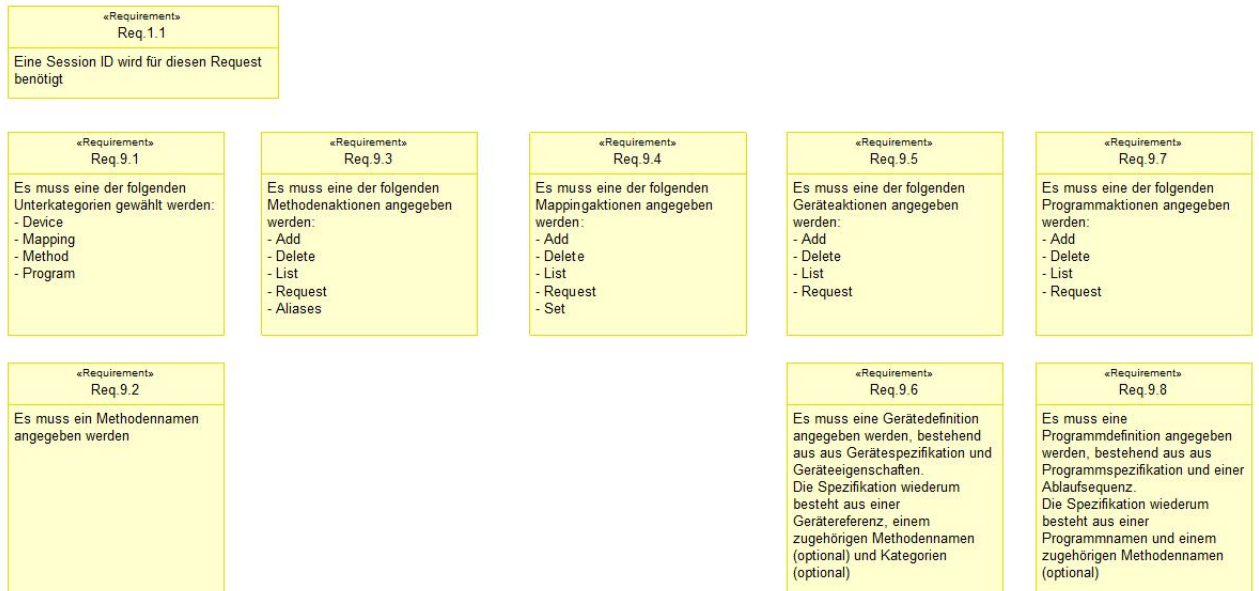 «Requirement»
Req.1.1
Eine Session ID wird für diesen Request
benötigt
«Requirement»
Req.9.1
Es muss eine der folgenden
Unterkategorien gewählt werden:
- Device
- Mapping
- Method
- Program
«Requirement»
Req.9.3
Es muss eine der folgenden
Methodenaktionen angegeben
werden:
- Add
- Delete
- List
- Request
- Aliases
«Requirement»
Req.9.4
Es muss eine der folgenden
Mappingaktionen angegeben
werden:
- Add
- Delete
- List
- Request
- Set
«Requirement»
Req.9.5
Es muss eine der folgenden
Geräteaktionen angegeben
werden:
- Add
- Delete
- List
- Request
«Requirement»
Req.9.7
Es muss eine der folgenden
Programmaktionen angegeben
werden:
- Add
- Delete
- List
- Request
«Requirement»
Req.9.2
Es muss ein Methodennamen
angegeben werden
«Requirement»
Req.9.6
Es muss eine Gerätedefinition
angegeben werden, bestehend
aus aus Gerätespezifikation und
Geräteeigenschaften.
Die Spezifikation wiederum
besteht aus einer
Gerätereferenz, einem
zugehörigen Methodennamen
(optional) und Kategorien
(optional)
«Requirement»
Req.9.8
Es muss eine
Programmdefinition angegeben
werden, bestehend aus aus
Programmspezifikation und einer
Ablaufsequenz.
Die Spezifikation wiederum
besteht aus einer
Programmnamen und einem
zugehörigen Methodennamen
(optional)